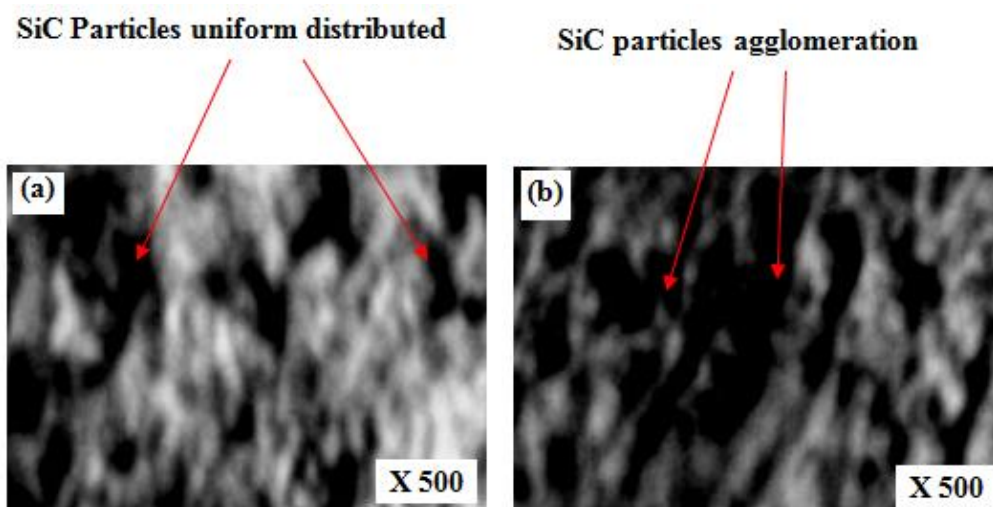 SiC Particles uniform distributed
SiC particles agglomeration
(a)
(b)
X 500
X 500